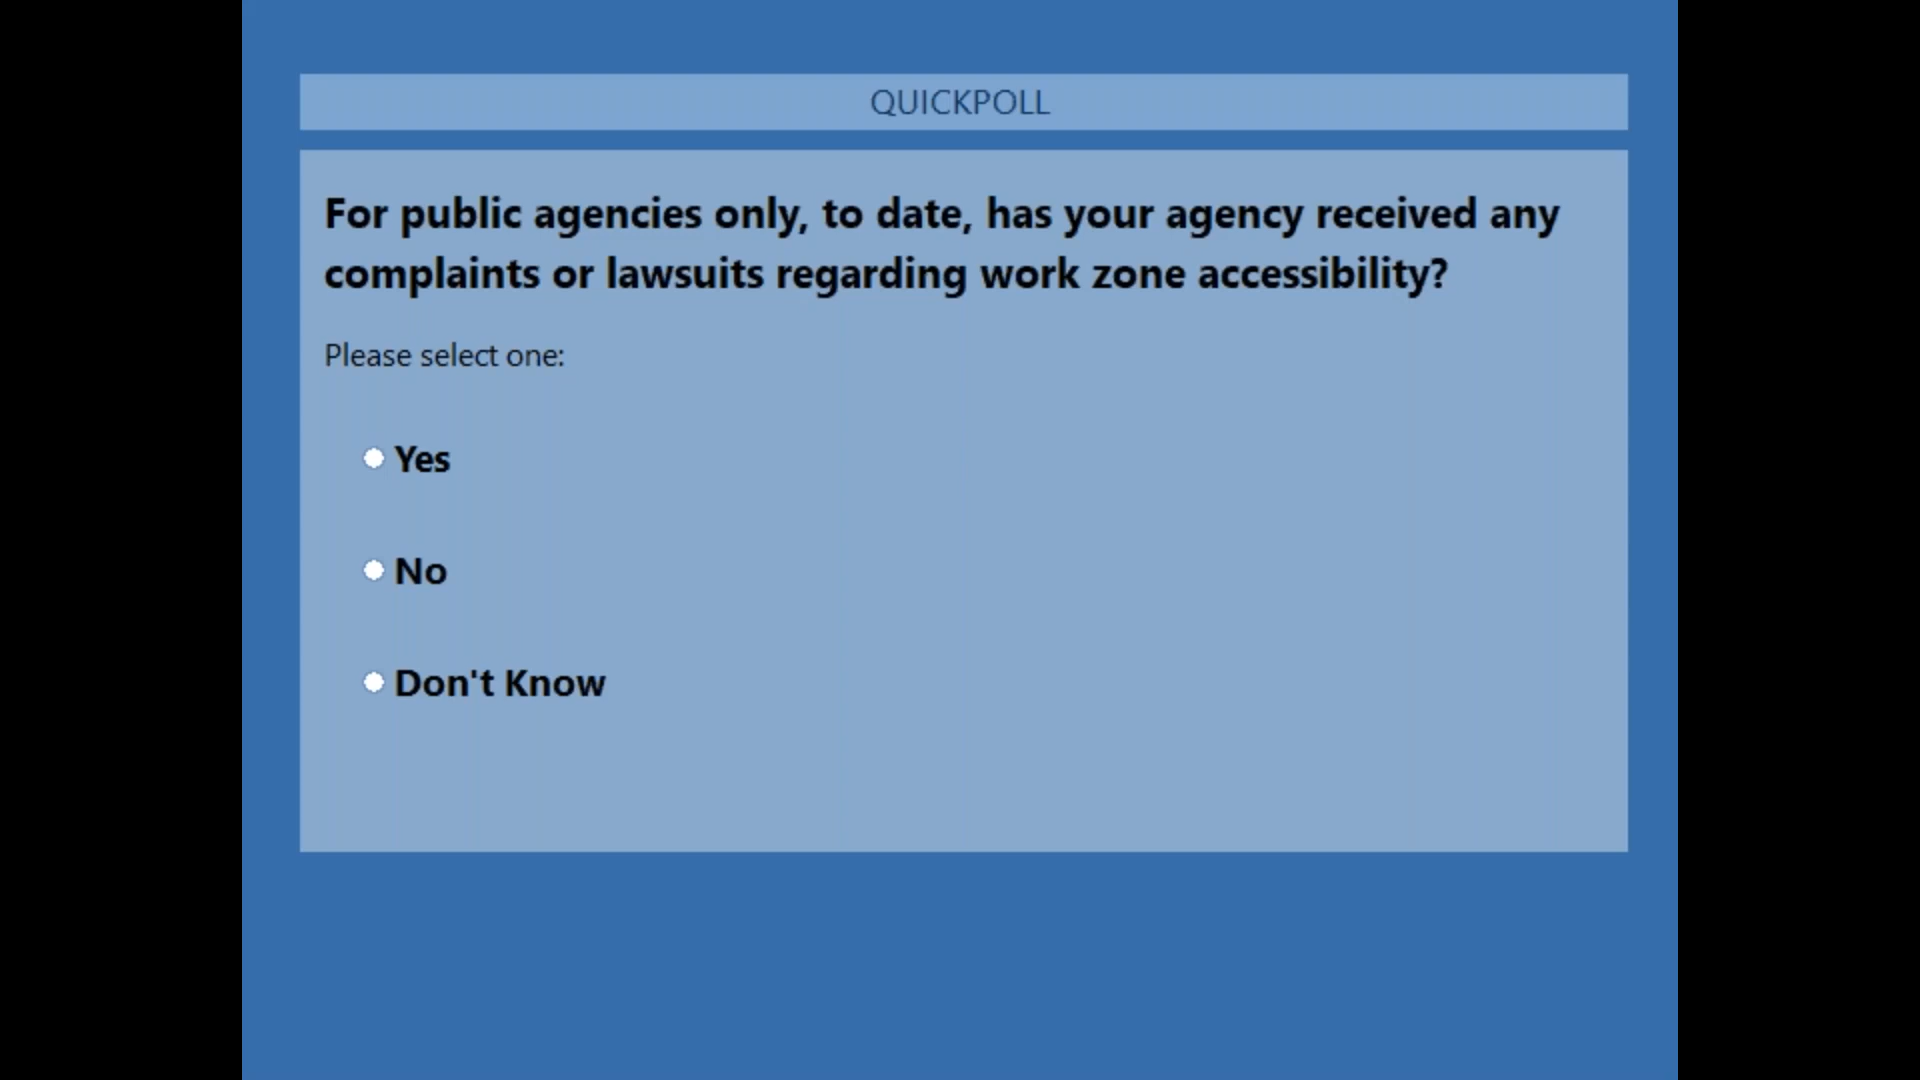 QUICKPOLL
For public agencies only, to date, has your agency received any
complaints or lawsuits regarding work zone accessibility?
Please select one:
Yes
No
Don't Know